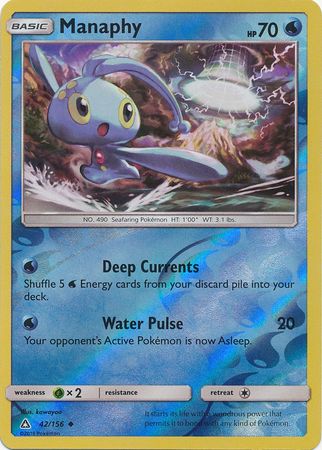 BASIC Manaphy HP70
NO. 490 Seafaring Pokémon HT: 1'00" WT: 3.1 lbs.
Deep Currents
Shuffle 5 Energy cards from your discard pile into your
deck.
Water Pulse 20
Your opponent's Active Pokémon is now Asleep.
weakness × 2 resistance retreat
Illus. kawayoo
42/156
©2018 Pokémon
It starts its life with a wondrous power that
permits it to bond with any kind of Pokémon.